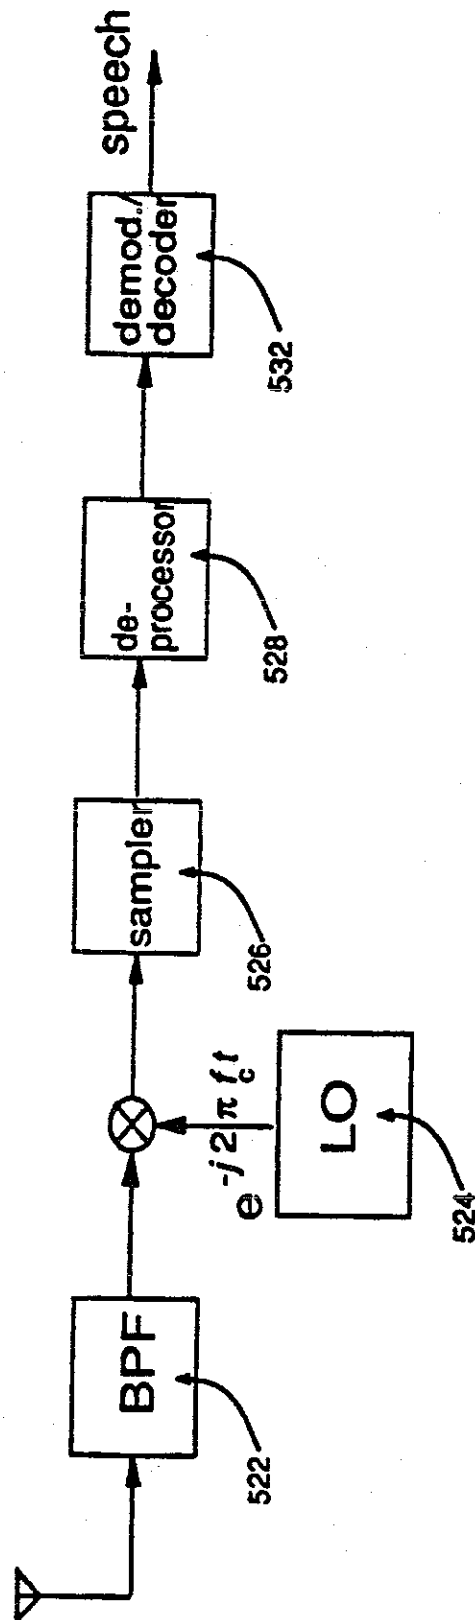 BPF
522
e^{-j2πf_c t}
LO
524
sampler
526
de-
processor
528
demod./
decoder
532
speech